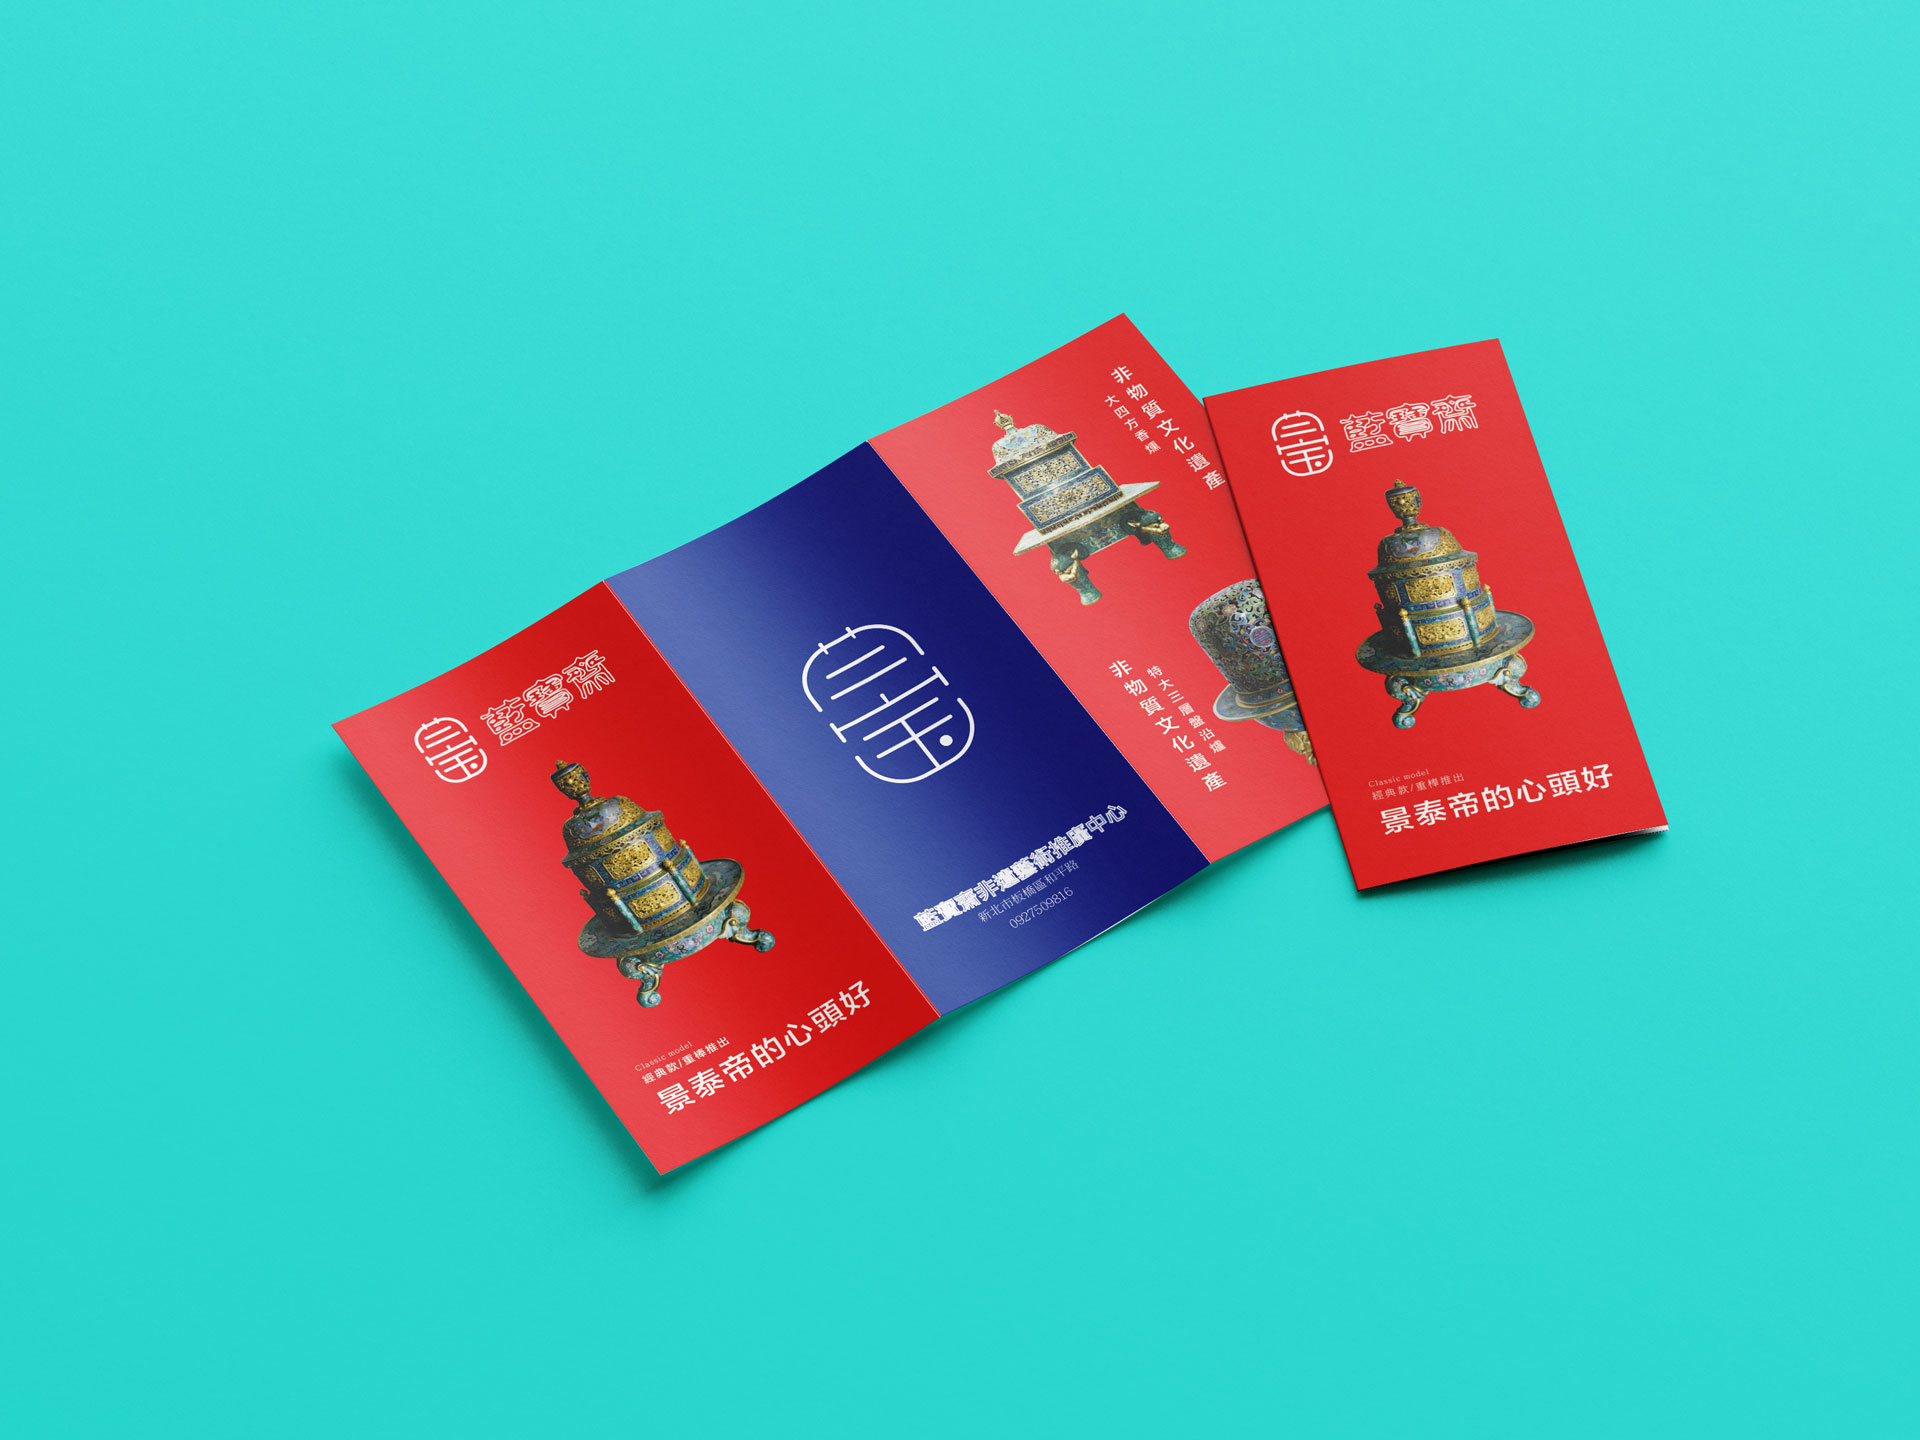 藍寶齋
Classic model
經典款/重棒推出
景泰帝的心頭好
藍寶齋非遺藝術推廣中心
新北市板橋區和平路
0927509816
非物質文化遺產
大四方香爐
特大三層盤沿爐
非物質文化遺產
藍寶齋
Classic model
經典款/重棒推出
景泰帝的心頭好